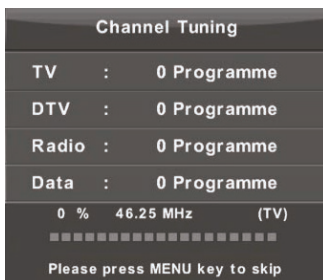 Channel Tuning
TV : 0 Programme
DTV : 0 Programme
Radio : 0 Programme
Data : 0 Programme
0 % 46.25 MHz (TV)
Please press MENU key to skip